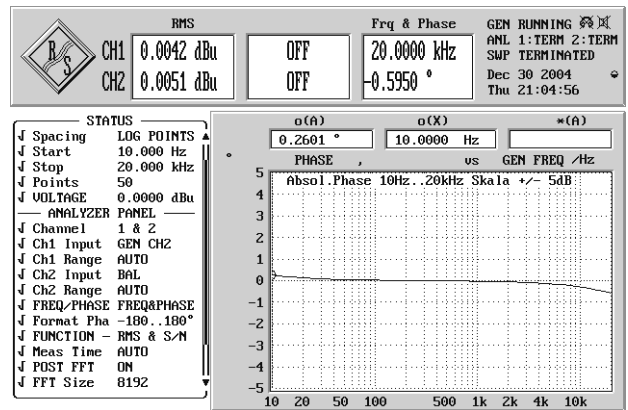 RMS
Frq & Phase
R S
CH1 0.0042 dBu OFF 20.0000 kHz
CH2 0.0051 dBu OFF -0.5950 °
GEN RUNNING
ANL 1:TERM 2:TERM
SWP TERMINATED
Dec 30 2004
Thu 21:04:56
STATUS
Spacing LOG POINTS
Start 10.000 Hz
Stop 20.000 kHz
Points 50
VOLTAGE 0.0000 dBu
ANALYZER PANEL
Channel 1 & 2
Ch1 Input GEN CH2
Ch1 Range AUTO
Ch2 Input BAL
Ch2 Range AUTO
FREQ/PHASE FREQ&PHASE
Format Pha -180..180°
FUNCTION - RMS & S/N
Meas Time AUTO
POST FFT ON
FFT Size 8192
o(A) o(X) *(A)
0.2601 ° 10.0000 Hz
° PHASE , vs GEN FREQ /Hz
Absol.Phase 10Hz..20kHz Skala +/- 5dB
5
4
3
2
1
0
-1
-2
-3
-4
-5
10 20 50 100 500 1k 2k 4k 10k